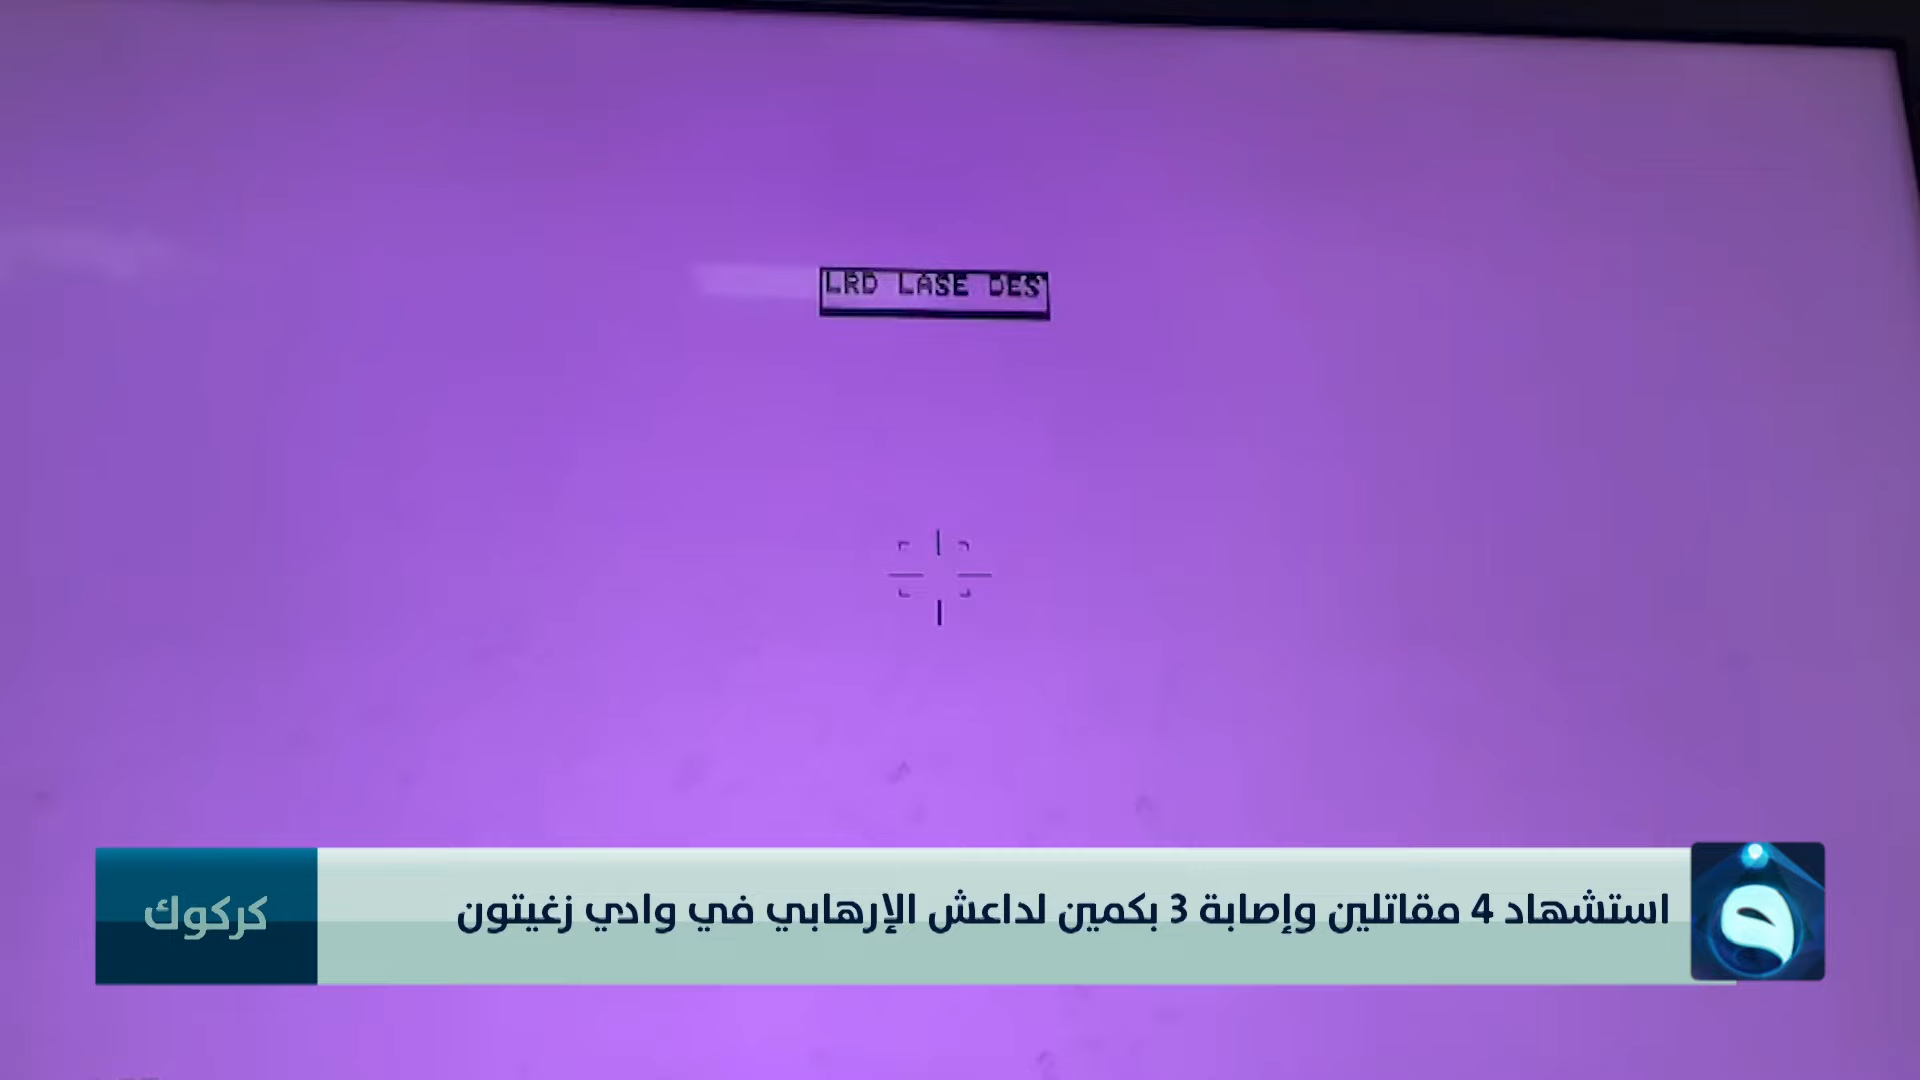 LRD LASE DES
استشهاد 4 مقاتلين وإصابة 3 بكمين لداعش الإرهابي في وادي زغيتون
كركوك